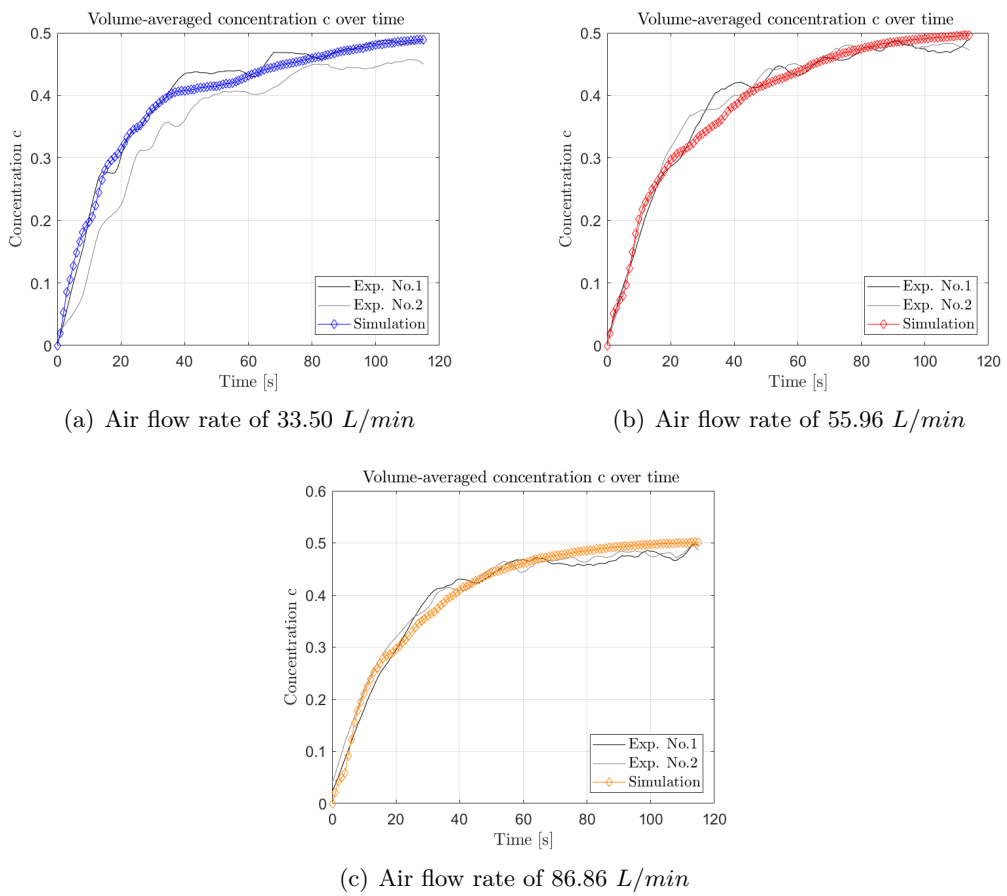 Volume-averaged concentration c over time
0.5
0.4
0.3
0.2
0.1
0
Concentration c
Exp. No.1
Exp. No.2
Simulation
0 20 40 60 80 100 120
Time [s]
(a) Air flow rate of 33.50 L/min
Volume-averaged concentration c over time
0.5
0.4
0.3
0.2
0.1
0
Concentration c
Exp. No.1
Exp. No.2
Simulation
0 20 40 60 80 100 120
Time [s]
(b) Air flow rate of 55.96 L/min
Volume-averaged concentration c over time
0.6
0.5
0.4
0.3
0.2
0.1
0
Concentration c
Exp. No.1
Exp. No.2
Simulation
0 20 40 60 80 100 120
Time [s]
(c) Air flow rate of 86.86 L/min